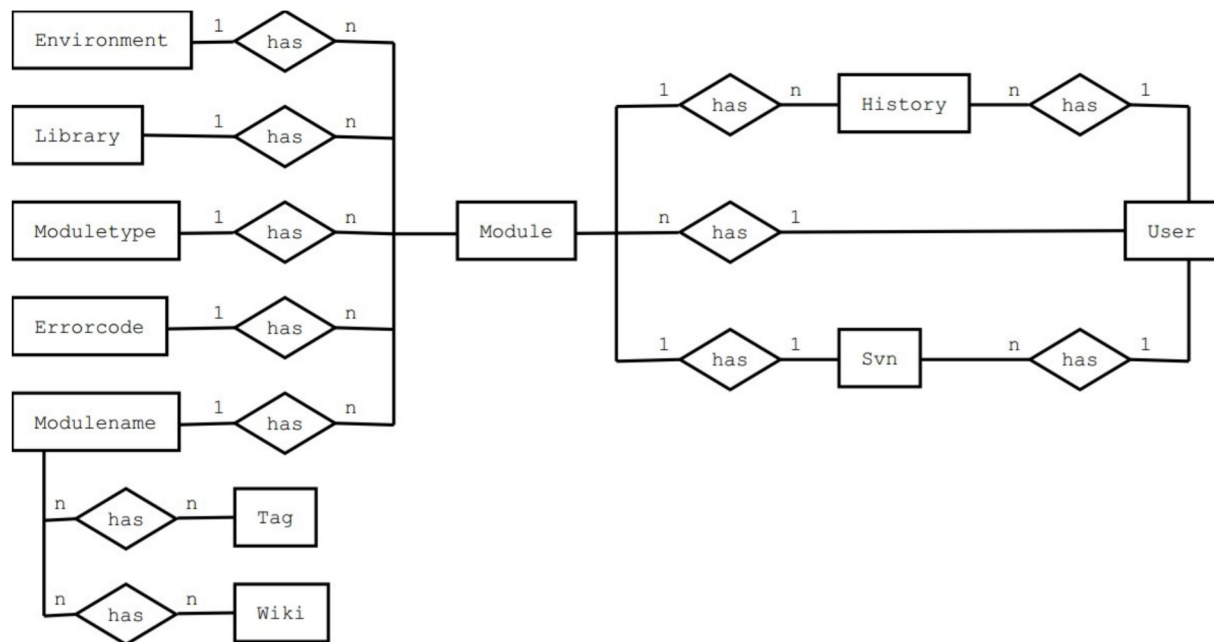 Environment 1 has n
1 has n History n has 1
Library 1 has n
Moduletype 1 has n Module n has 1 User
Errorcode 1 has n
1 has 1 Svn n has 1
Modulename 1 has n
n has n Tag
n has n Wiki